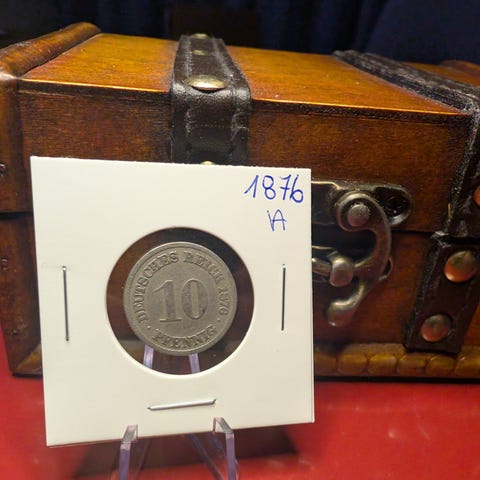 1876
A
DEUTSCHES REICH 1876
10
• PFENNIG •